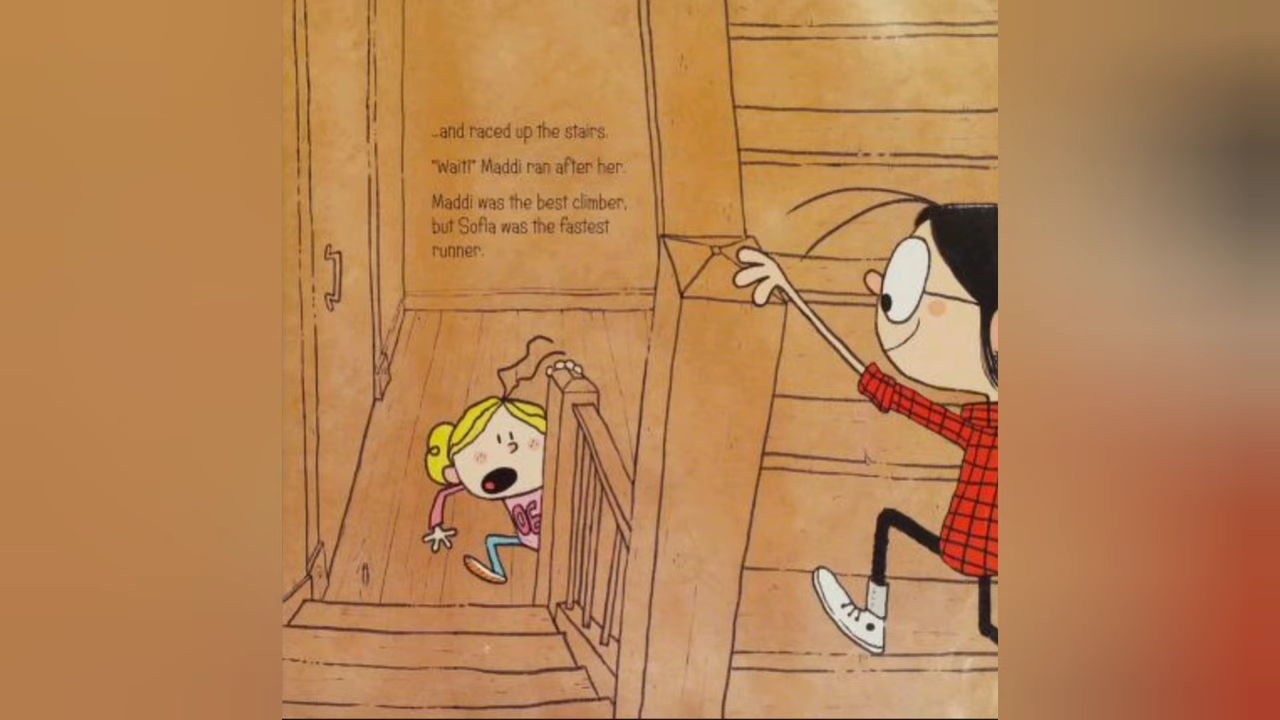 ...and raced up the stairs.
"Wait!" Maddi ran after her.
Maddi was the best climber,
but Sofia was the fastest
runner.